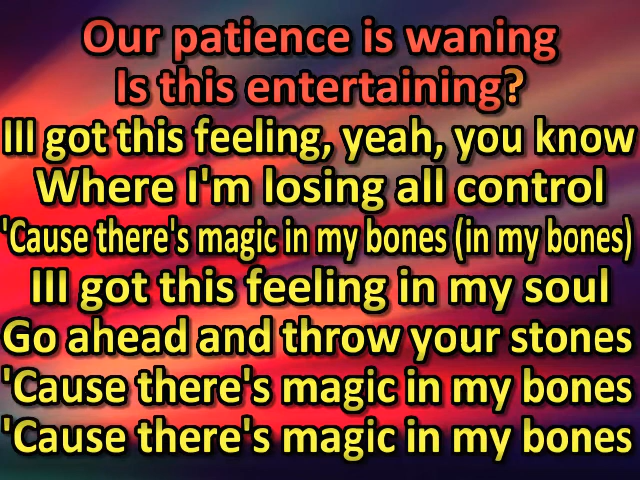 Our patience is waning
Is this entertaining?
III got this feeling, yeah, you know
Where I'm losing all control
'Cause there's magic in my bones (in my bones)
III got this feeling in my soul
Go ahead and throw your stones
'Cause there's magic in my bones
'Cause there's magic in my bones